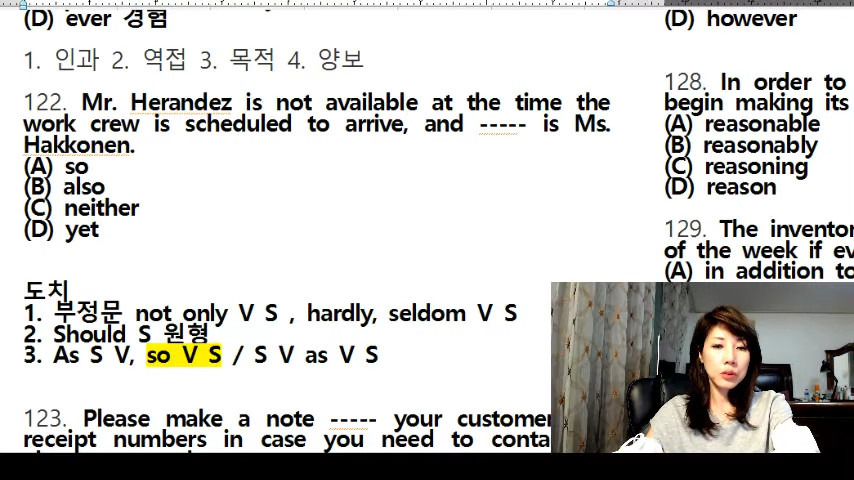 (D) ever 경험
1. 인과 2. 역접 3. 목적 4. 양보
122. Mr. Herandez is not available at the time the
work crew is scheduled to arrive, and ----- is Ms.
Hakkonen.
(A) so
(B) also
(C) neither
(D) yet
도치
1. 부정문 not only V S , hardly, seldom V S
2. Should S 원형
3. As S V, so V S / S V as V S
123. Please make a note ----- your customer
receipt numbers in case you need to conta
(D) however
128. In order to
begin making its
(A) reasonable
(B) reasonably
(C) reasoning
(D) reason
129. The inventor
of the week if ev
(A) in addition to